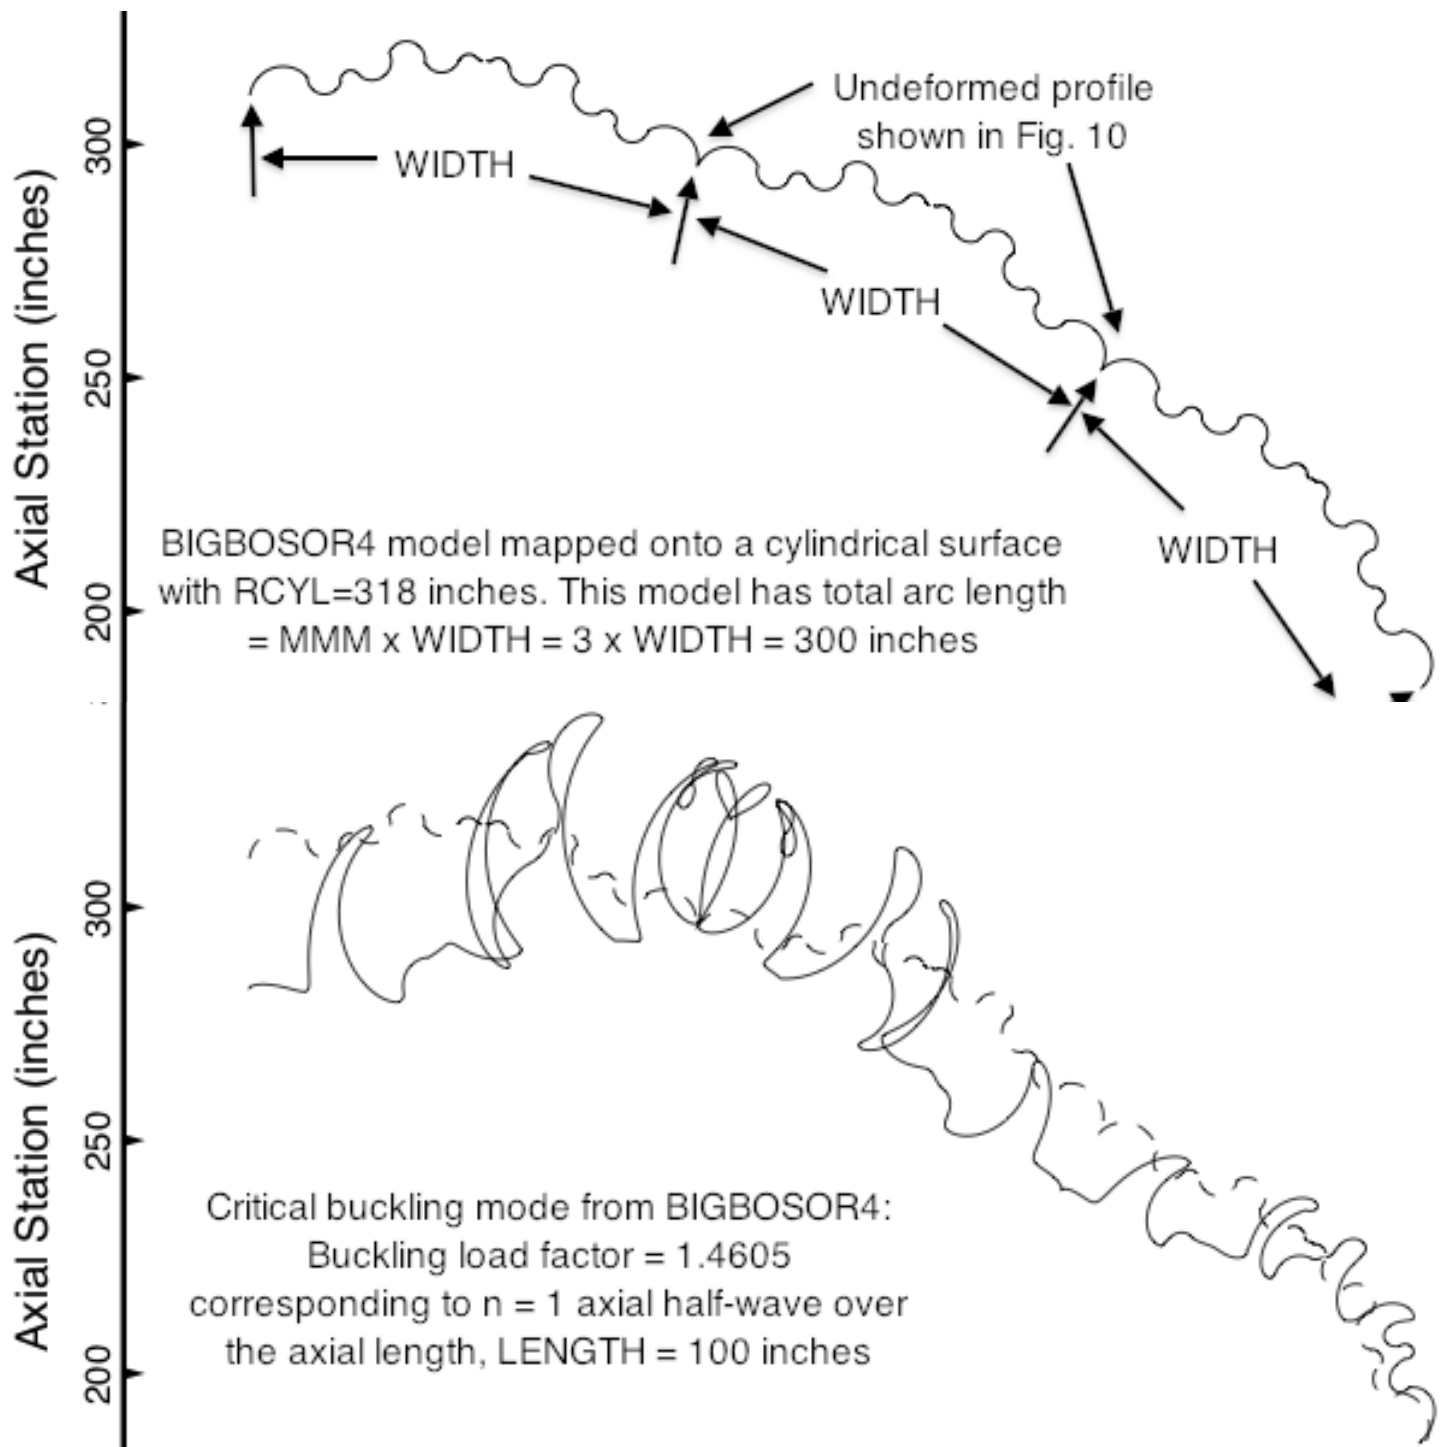 Undeformed profile
shown in Fig. 10
300
WIDTH
WIDTH
250
Axial Station (inches)
WIDTH
BIGBOSOR4 model mapped onto a cylindrical surface
with RCYL=318 inches. This model has total arc length
= MMM x WIDTH = 3 x WIDTH = 300 inches
200
300
250
Axial Station (inches)
Critical buckling mode from BIGBOSOR4:
Buckling load factor = 1.4605
corresponding to n = 1 axial half-wave over
the axial length, LENGTH = 100 inches
200